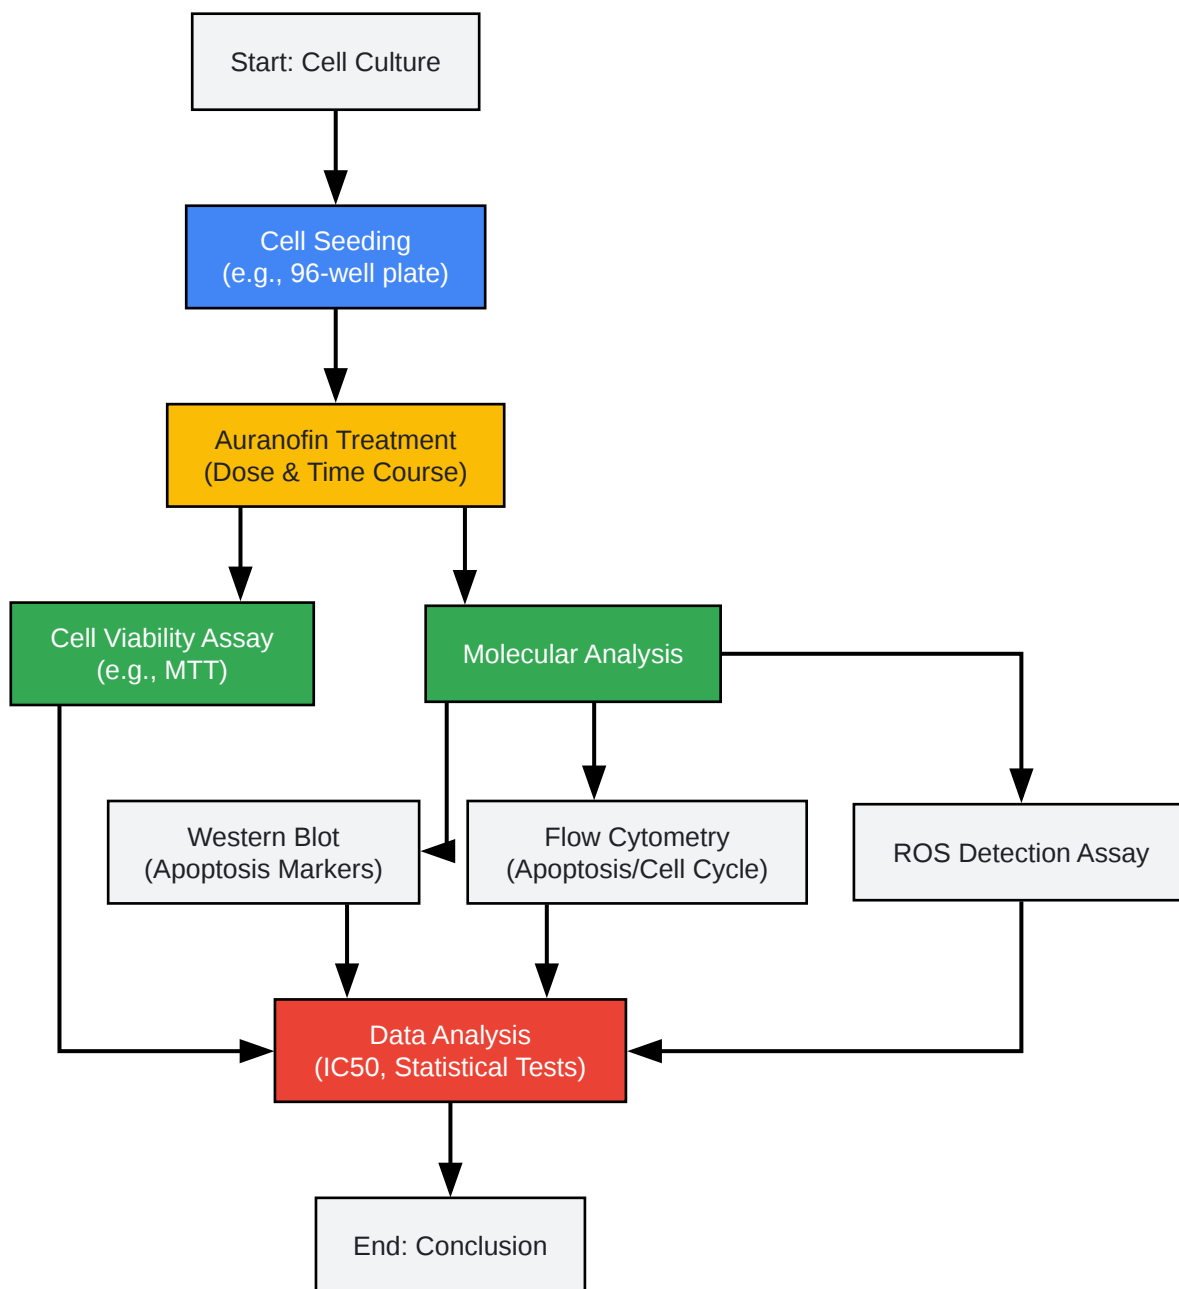 Start: Cell Culture
Cell Seeding
(e.g., 96-well plate)
Auranofin Treatment
(Dose & Time Course)
Cell Viability Assay
(e.g., MTT)
Molecular Analysis
Western Blot
(Apoptosis Markers)
Flow Cytometry
(Apoptosis/Cell Cycle)
ROS Detection Assay
Data Analysis
(IC50, Statistical Tests)
End: Conclusion